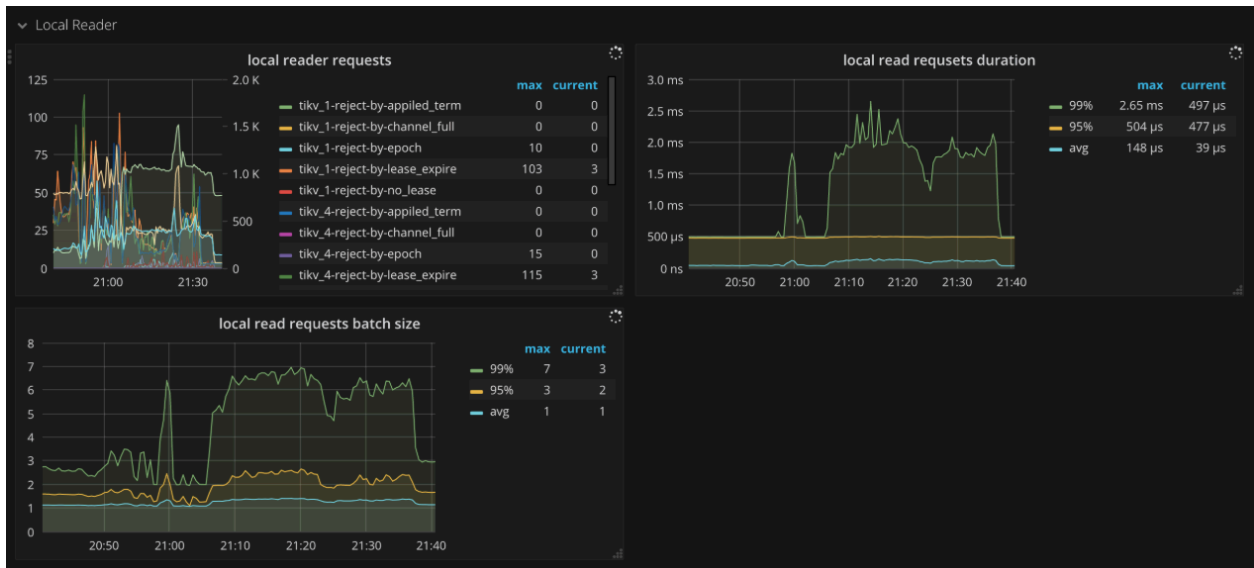 Local Reader
local reader requests
125
100
75
50
25
0
2.0 K
1.5 K
1.0 K
500
0
21:00 21:30
max current
tikv_1-reject-by-appiled_term 0 0
tikv_1-reject-by-channel_full 0 0
tikv_1-reject-by-epoch 10 0
tikv_1-reject-by-lease_expire 103 3
tikv_1-reject-by-no_lease 0 0
tikv_4-reject-by-appiled_term 0 0
tikv_4-reject-by-channel_full 0 0
tikv_4-reject-by-epoch 15 0
tikv_4-reject-by-lease_expire 115 3
local read requsets duration
3.0 ms
2.5 ms
2.0 ms
1.5 ms
1.0 ms
500 µs
0 ns
20:50 21:00 21:10 21:20 21:30 21:40
max current
99% 2.65 ms 497 µs
95% 504 µs 477 µs
avg 148 µs 39 µs
local read requests batch size
8
7
6
5
4
3
2
1
0
20:50 21:00 21:10 21:20 21:30 21:40
max current
99% 7 3
95% 3 2
avg 1 1